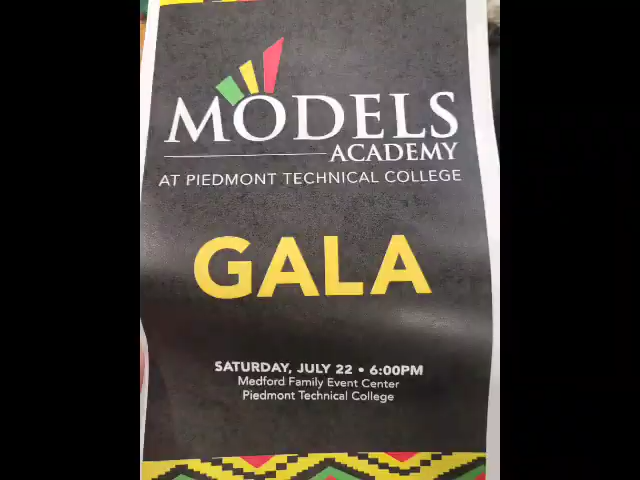 MODELS
ACADEMY
AT PIEDMONT TECHNICAL COLLEGE
GALA
SATURDAY, JULY 22 • 6:00PM
Medford Family Event Center
Piedmont Technical College